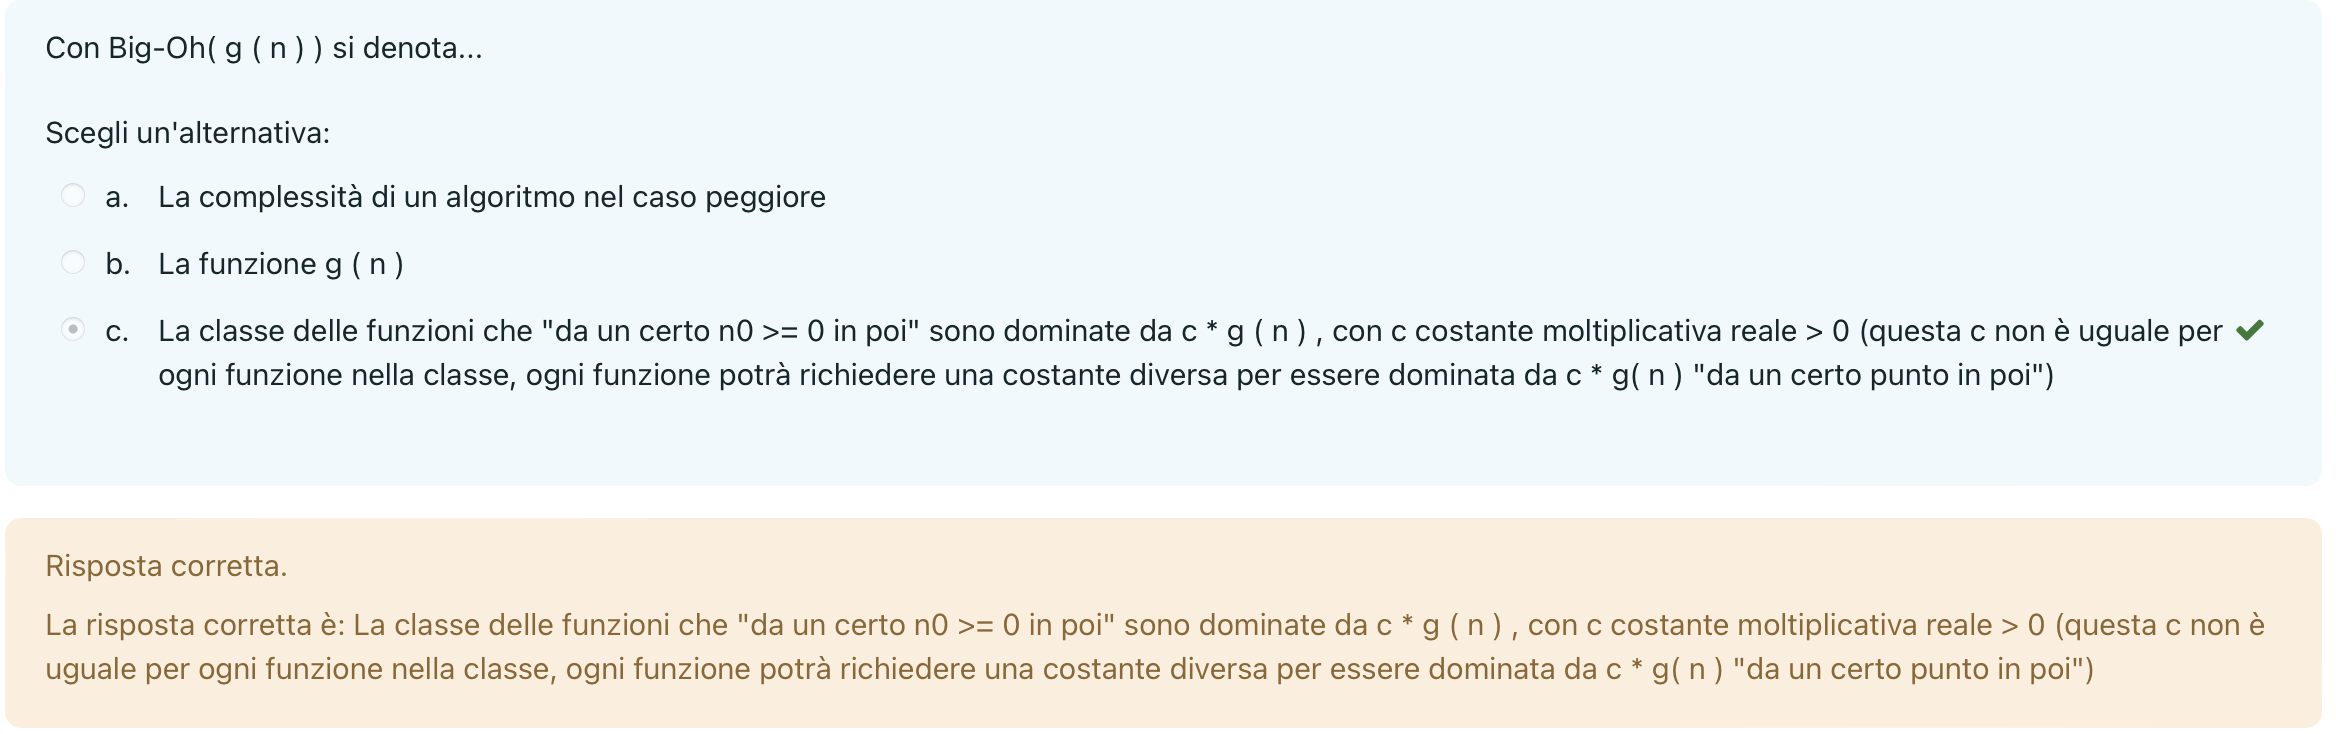 Con Big-Oh( g ( n ) ) si denota...
Scegli un'alternativa:
a. La complessità di un algoritmo nel caso peggiore
b. La funzione g ( n )
c. La classe delle funzioni che "da un certo n0 >= 0 in poi" sono dominate da c * g ( n ) , con c costante moltiplicativa reale > 0 (questa c non è uguale per
ogni funzione nella classe, ogni funzione potrà richiedere una costante diversa per essere dominata da c * g( n ) "da un certo punto in poi")
Risposta corretta.
La risposta corretta è: La classe delle funzioni che "da un certo n0 >= 0 in poi" sono dominate da c * g ( n ) , con c costante moltiplicativa reale > 0 (questa c non è
uguale per ogni funzione nella classe, ogni funzione potrà richiedere una costante diversa per essere dominata da c * g( n ) "da un certo punto in poi")